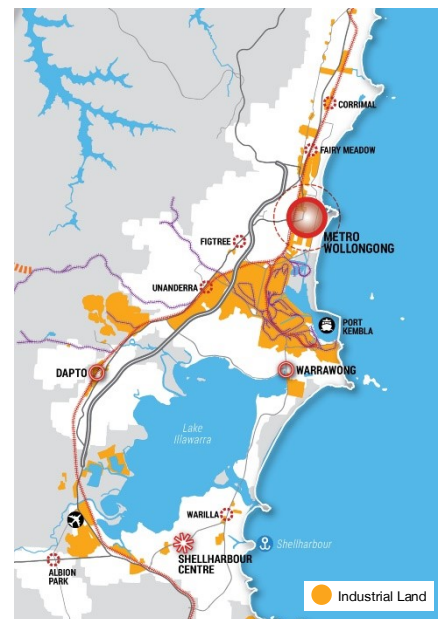 CORRIMAL
FAIRY MEADOW
METRO
WOLLONGONG
FIGTREE
UNANDERRA
PORT
KEMBLA
DAPTO
WARRAWONG
Lake
Illawarra
WARILLA
Shellharbour
SHELLHARBOUR
CENTRE
ALBION
PARK
Industrial Land